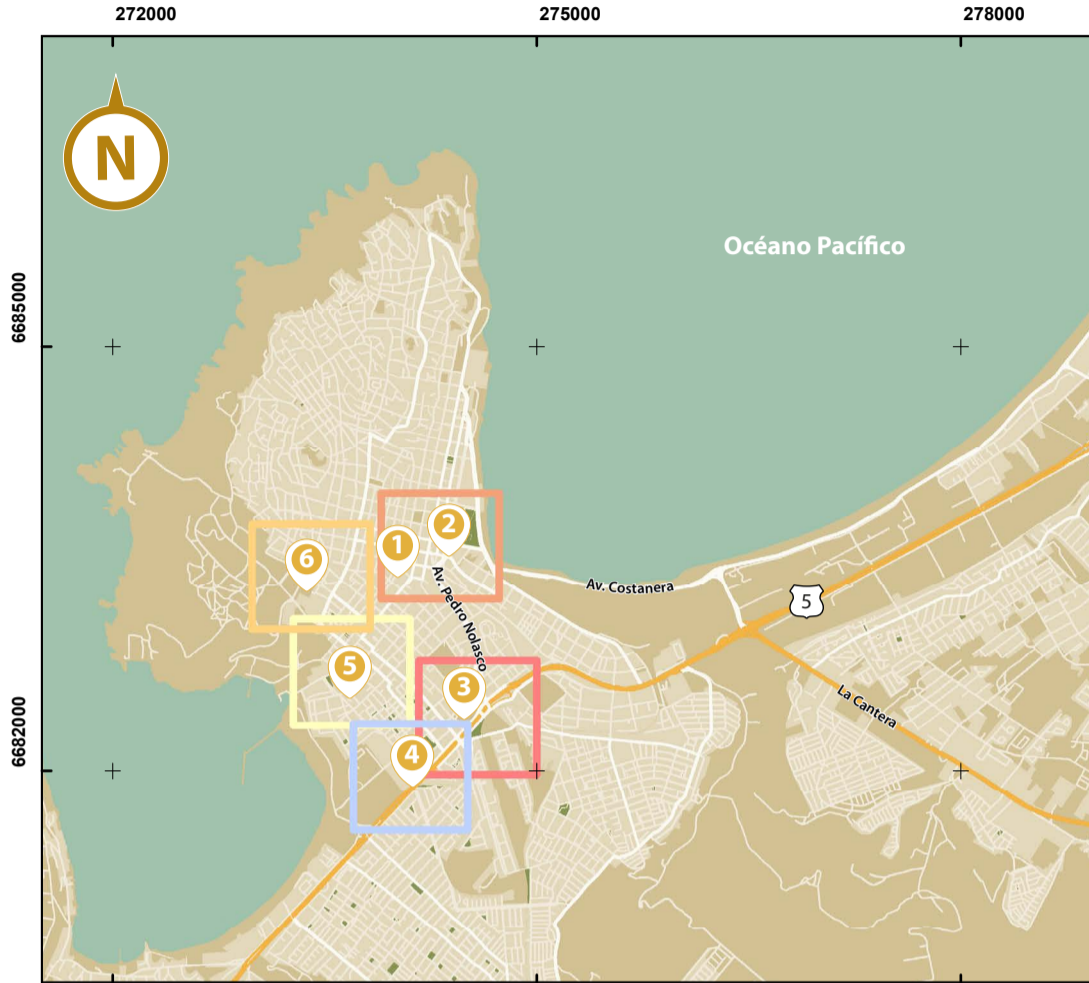 272000
275000
278000
N
Océano Pacífico
6685000
2
1
6
Av. Costanera
5
Av. Pedro Nolasco
5
3
La Cantera
4
6682000